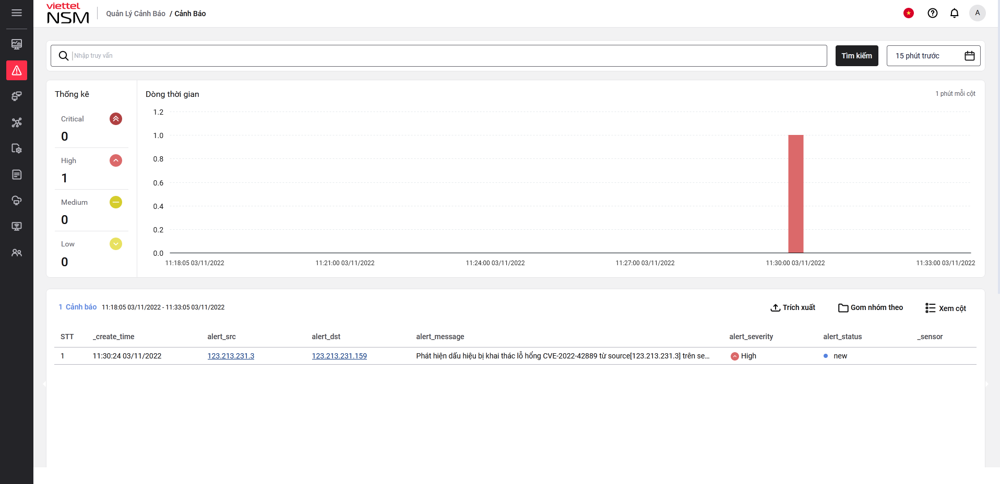 viettel
NSM
Quản Lý Cảnh Báo / Cảnh Báo
A
Nhập truy vấn
Tìm kiếm
15 phút trước
Thống kê
Critical
0
High
1
Medium
0
Low
0
Dòng thời gian
1 phút mỗi cột
1.2
1.0
0.8
0.6
0.4
0.2
0.0
11:18:05 03/11/2022 11:21:00 03/11/2022 11:24:00 03/11/2022 11:27:00 03/11/2022 11:30:00 03/11/2022 11:33:00 03/11/2022
1 Cảnh báo 11:18:05 03/11/2022 - 11:33:05 03/11/2022
Trích xuất Gom nhóm theo Xem cột
STT _create_time alert_src alert_dst alert_message alert_severity alert_status _sensor
1 11:30:24 03/11/2022 123.213.231.3 123.213.231.159 Phát hiện dấu hiệu bị khai thác lỗ hổng CVE-2022-42889 từ source[123.213.231.3] trên se... High new